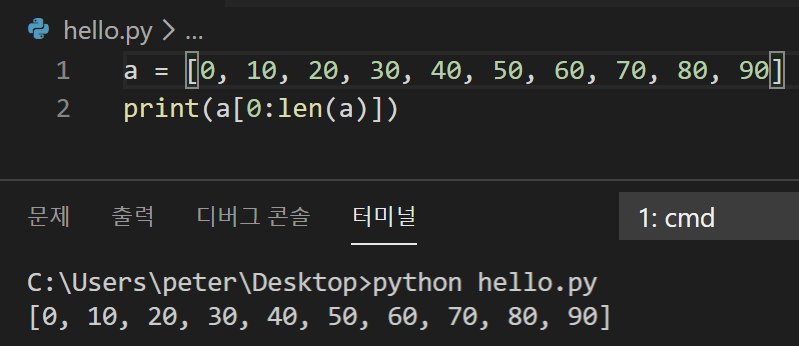 hello.py > ...
1 a = [0, 10, 20, 30, 40, 50, 60, 70, 80, 90]
2 print(a[0:len(a)])
문제 출력 디버그 콘솔 터미널 1: cmd
C:\Users\peter\Desktop>python hello.py
[0, 10, 20, 30, 40, 50, 60, 70, 80, 90]